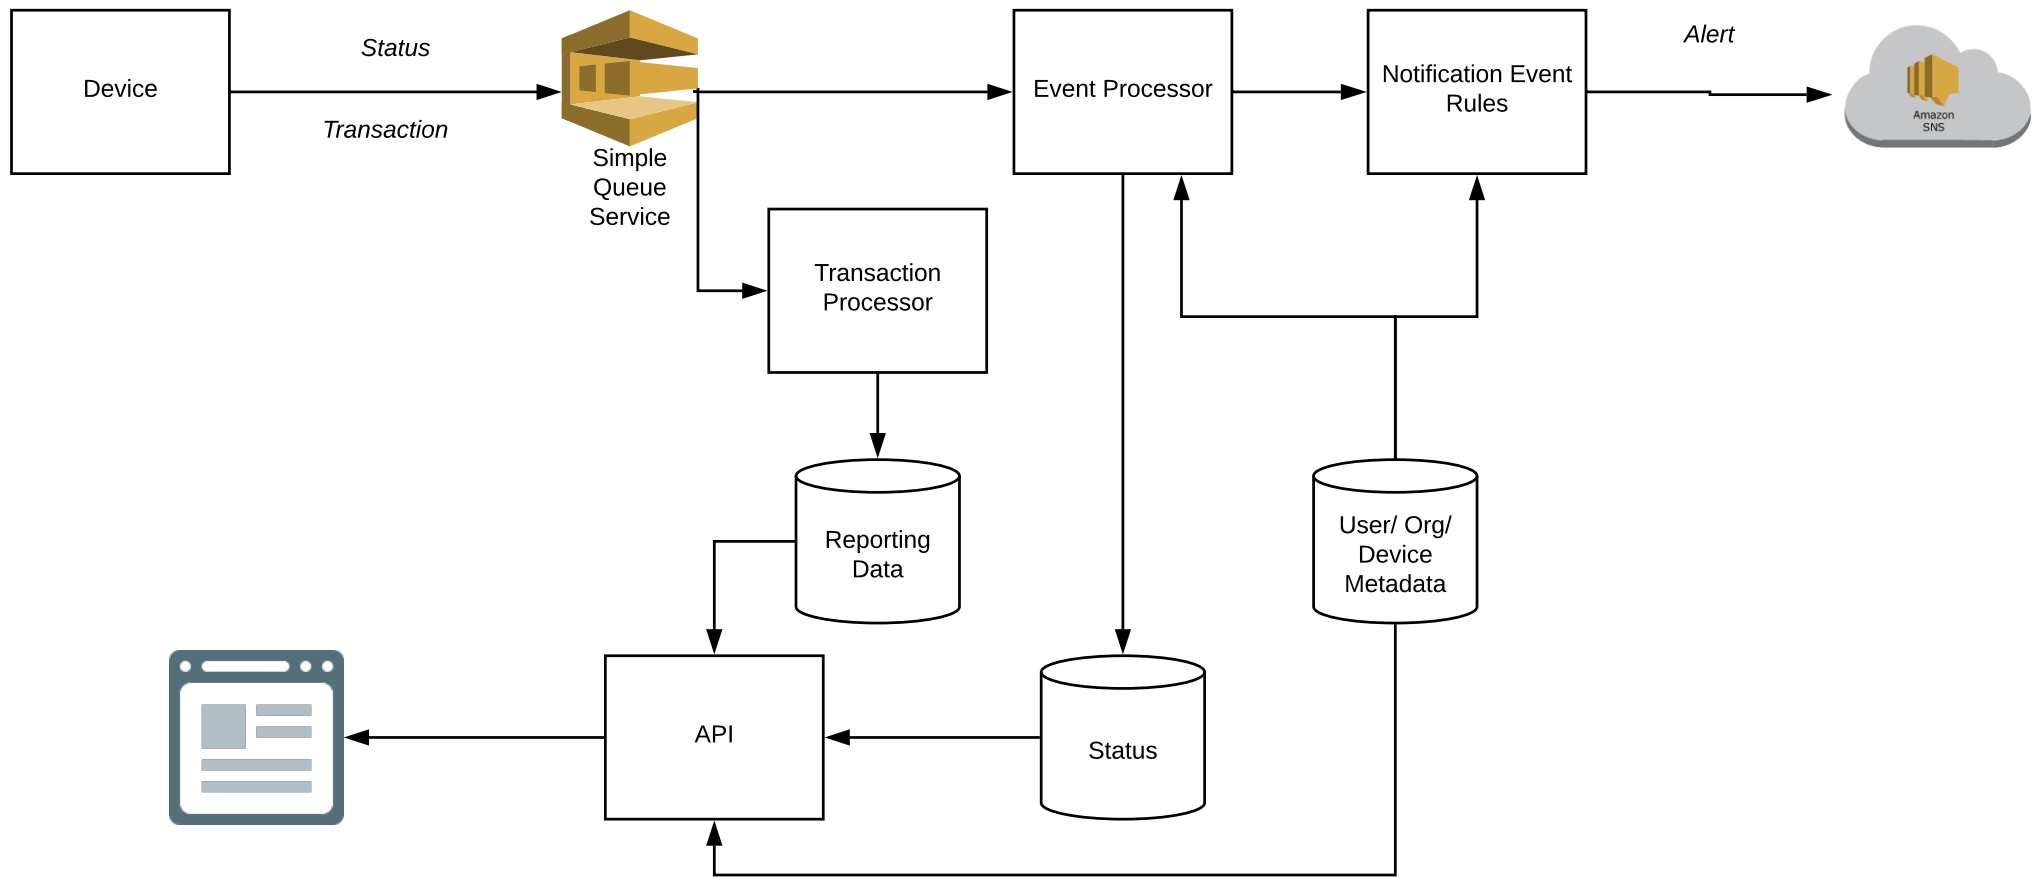 Device
Status
Transaction
Simple
Queue
Service
Event Processor
Notification Event
Rules
Alert
Amazon
SNS
Transaction
Processor
Reporting
Data
User/ Org/
Device
Metadata
API
Status